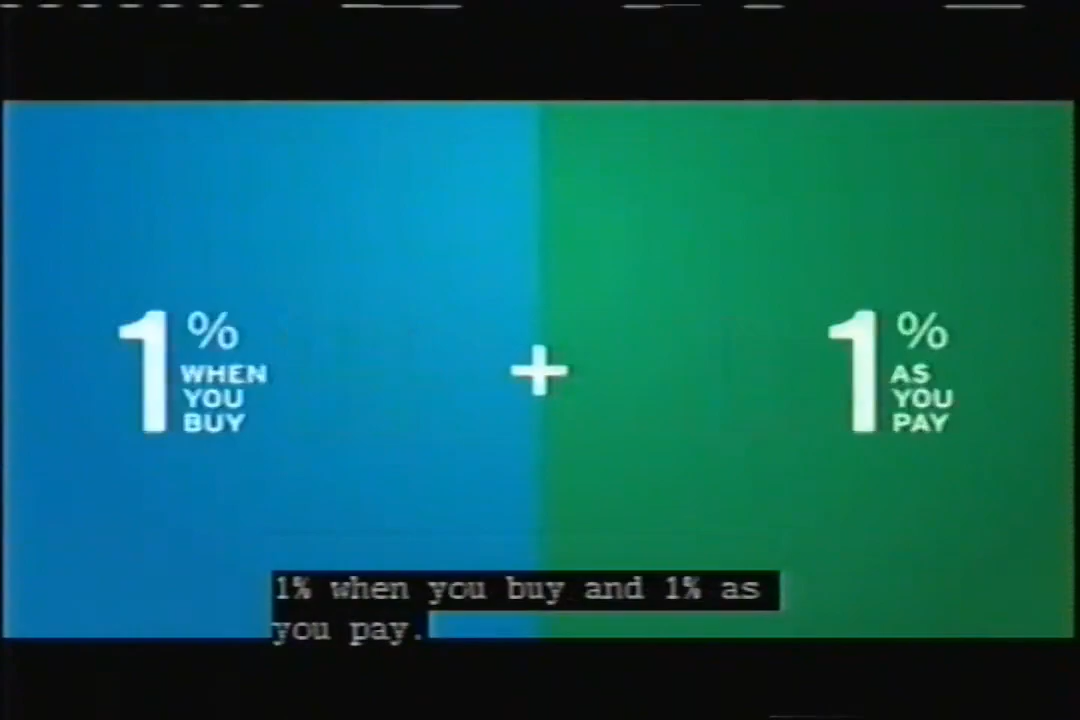 1%
WHEN
YOU
BUY
+
1%
AS
YOU
PAY
1% when you buy and 1% as
you pay.